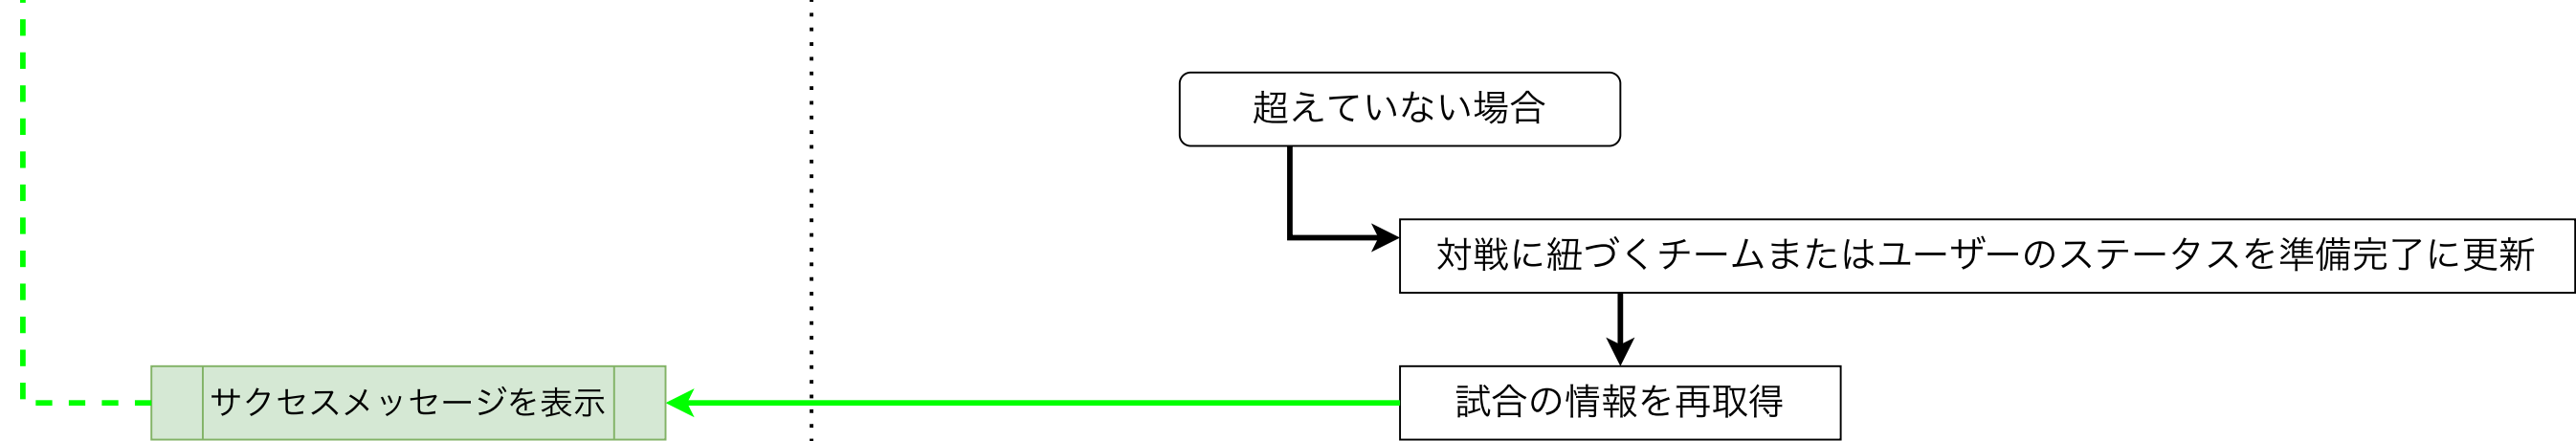 超えていない場合
対戦に紐づくチームまたはユーザーのステータスを準備完了に更新
サクセスメッセージを表示
試合の情報を再取得